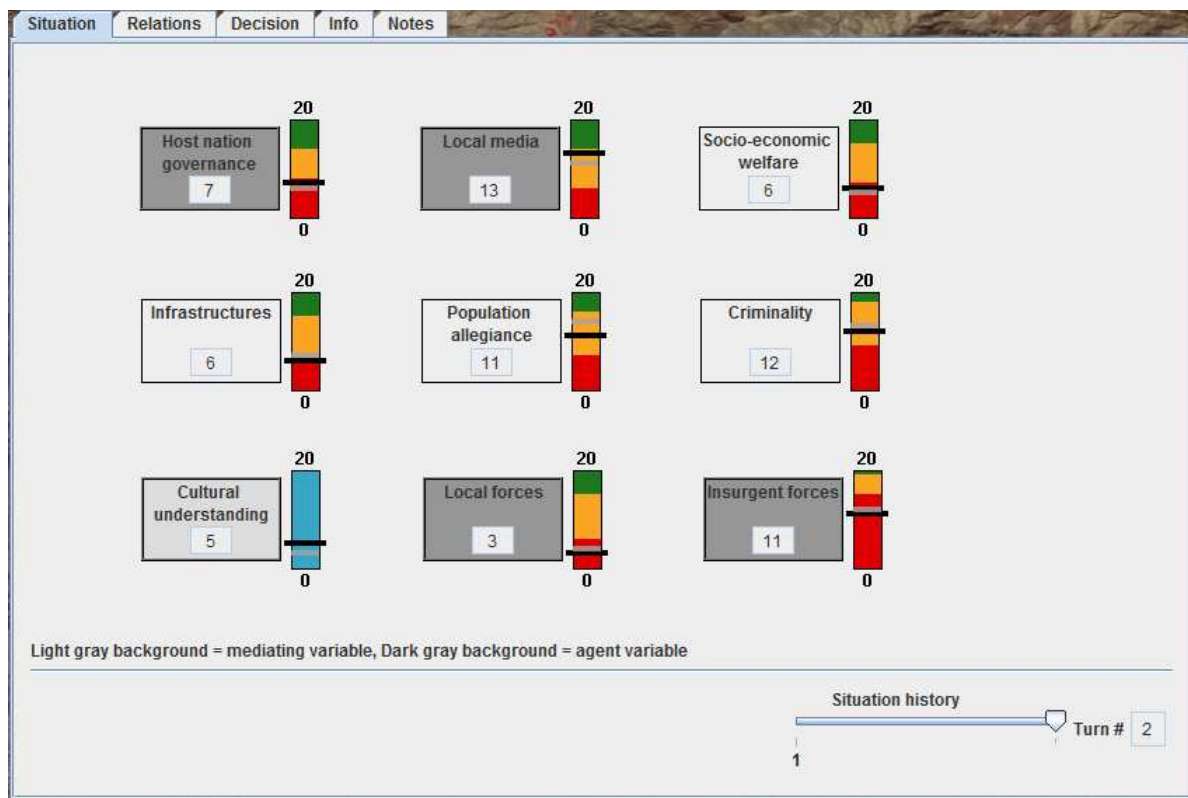 Situation
Relations
Decision
Info
Notes
20
20
20
Host nation
governance
7
Local media
13
Socio-economic
welfare
6
0
0
0
20
20
20
Infrastructures
6
Population
allegiance
11
Criminality
12
0
0
0
20
20
20
Cultural
understanding
5
Local forces
3
Insurgent forces
11
0
0
0
Light gray background = mediating variable, Dark gray background = agent variable
Situation history
Turn #
2
1